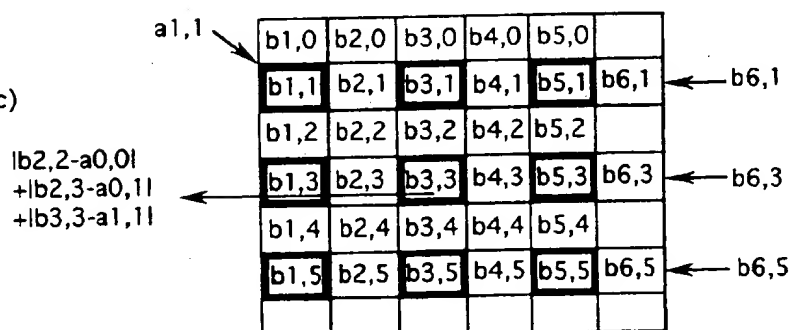 a1,1
b1,0 b2,0 b3,0 b4,0 b5,0
b1,1 b2,1 b3,1 b4,1 b5,1 b6,1 b6,1
c)
b1,2 b2,2 b3,2 b4,2 b5,2
|b2,2-a0,0|
+|b2,3-a0,1|
+|b3,3-a1,1|
b1,3 b2,3 b3,3 b4,3 b5,3 b6,3 b6,3
b1,4 b2,4 b3,4 b4,4 b5,4
b1,5 b2,5 b3,5 b4,5 b5,5 b6,5 b6,5